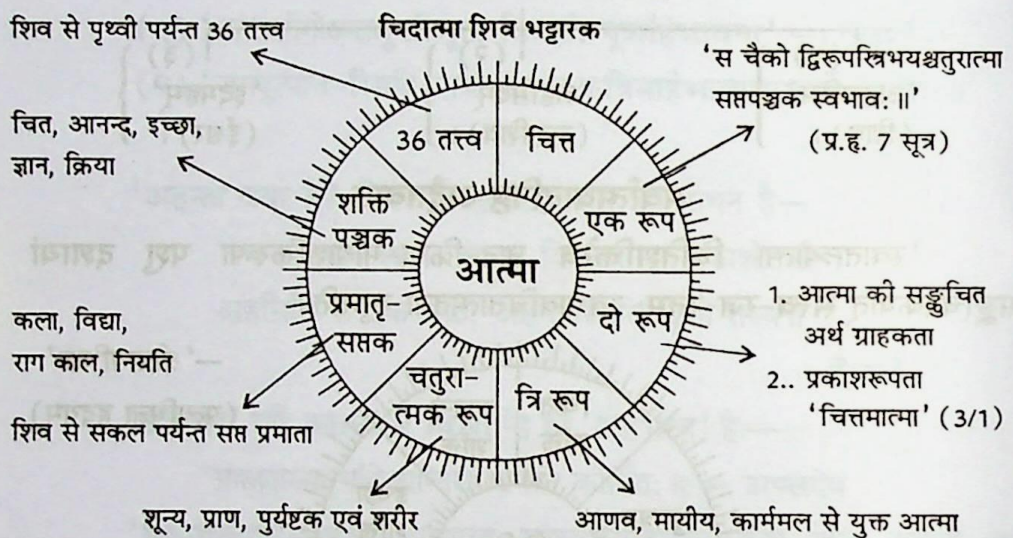 शिव से पृथ्वी पर्यन्त 36 तत्त्व
चिदात्मा शिव भट्टारक
'स चैको द्विरूपस्त्रिभयश्चतुरात्मा
सप्तपञ्चक स्वभावः॥'
(प्र.हृ. 7 सूत्र)
चित, आनन्द, इच्छा,
ज्ञान, क्रिया
36 तत्त्व
चित्त
शक्ति
पञ्चक
एक रूप
आत्मा
प्रमातृ-
सप्तक
दो रूप
चतुरा-
त्मक रूप
त्रि रूप
1. आत्मा की सङ्कुचित
अर्थ ग्राहकता
2.. प्रकाशरूपता
'चित्तमात्मा' (3/1)
कला, विद्या,
राग काल, नियति
शिव से सकल पर्यन्त सप्त प्रमाता
शून्य, प्राण, पुर्यष्टक एवं शरीर
आणव, मायीय, कार्ममल से युक्त आत्मा